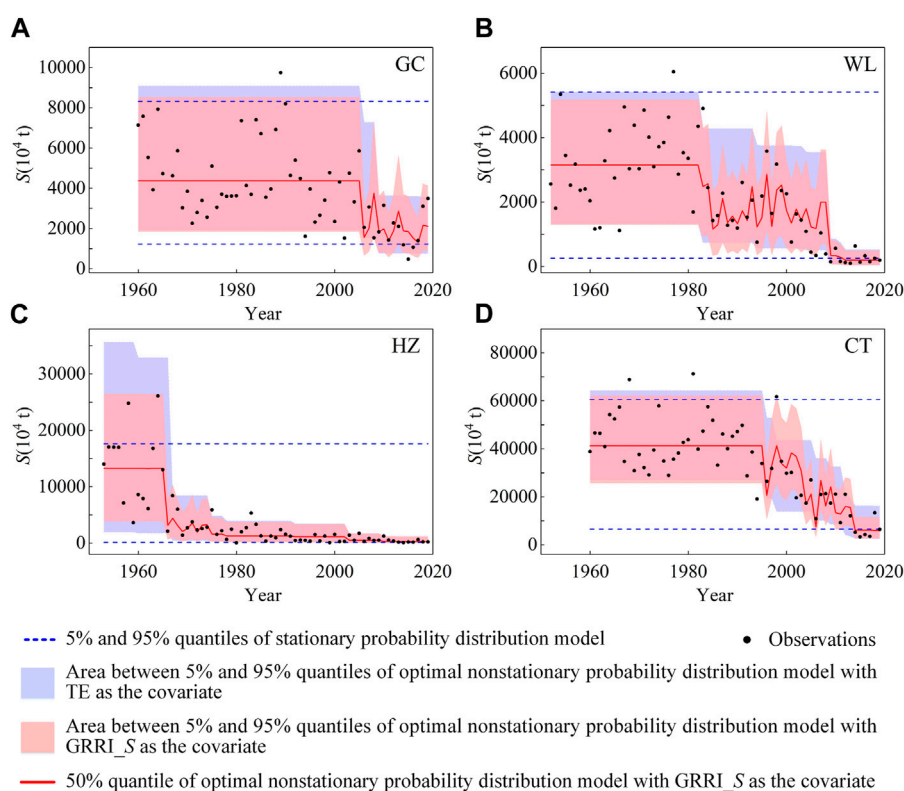 A
GC
10000
8000
6000
4000
2000
0
S(10⁴ t)
1960
1980
2000
2020
Year
B
WL
6000
4000
2000
0
S(10⁴ t)
1960
1980
2000
2020
Year
C
HZ
30000
20000
10000
0
S(10⁴ t)
1960
1980
2000
2020
Year
D
CT
80000
60000
40000
20000
0
S(10⁴ t)
1960
1980
2000
2020
Year
5% and 95% quantiles of stationary probability distribution model
Observations
Area between 5% and 95% quantiles of optimal nonstationary probability distribution model with
TE as the covariate
Area between 5% and 95% quantiles of optimal nonstationary probability distribution model with
GRRI_S as the covariate
50% quantile of optimal nonstationary probability distribution model with GRRI_S as the covariate